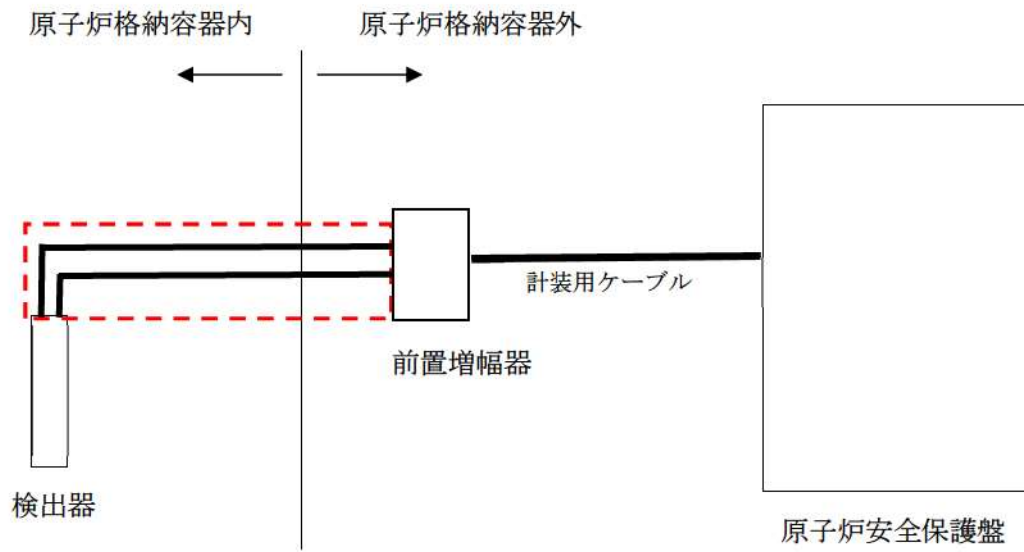 原子炉格納容器内
原子炉格納容器外
計装用ケーブル
前置増幅器
検出器
原子炉安全保護盤